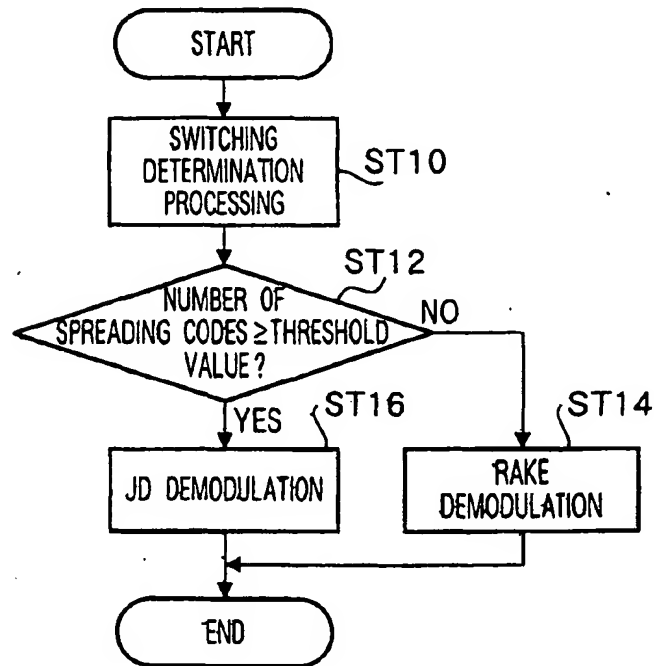 START
SWITCHING
DETERMINATION
PROCESSING
ST10
ST12
NUMBER OF
SPREADING CODES ≥ THRESHOLD
VALUE?
NO
YES
ST16
ST14
JD DEMODULATION
RAKE
DEMODULATION
END